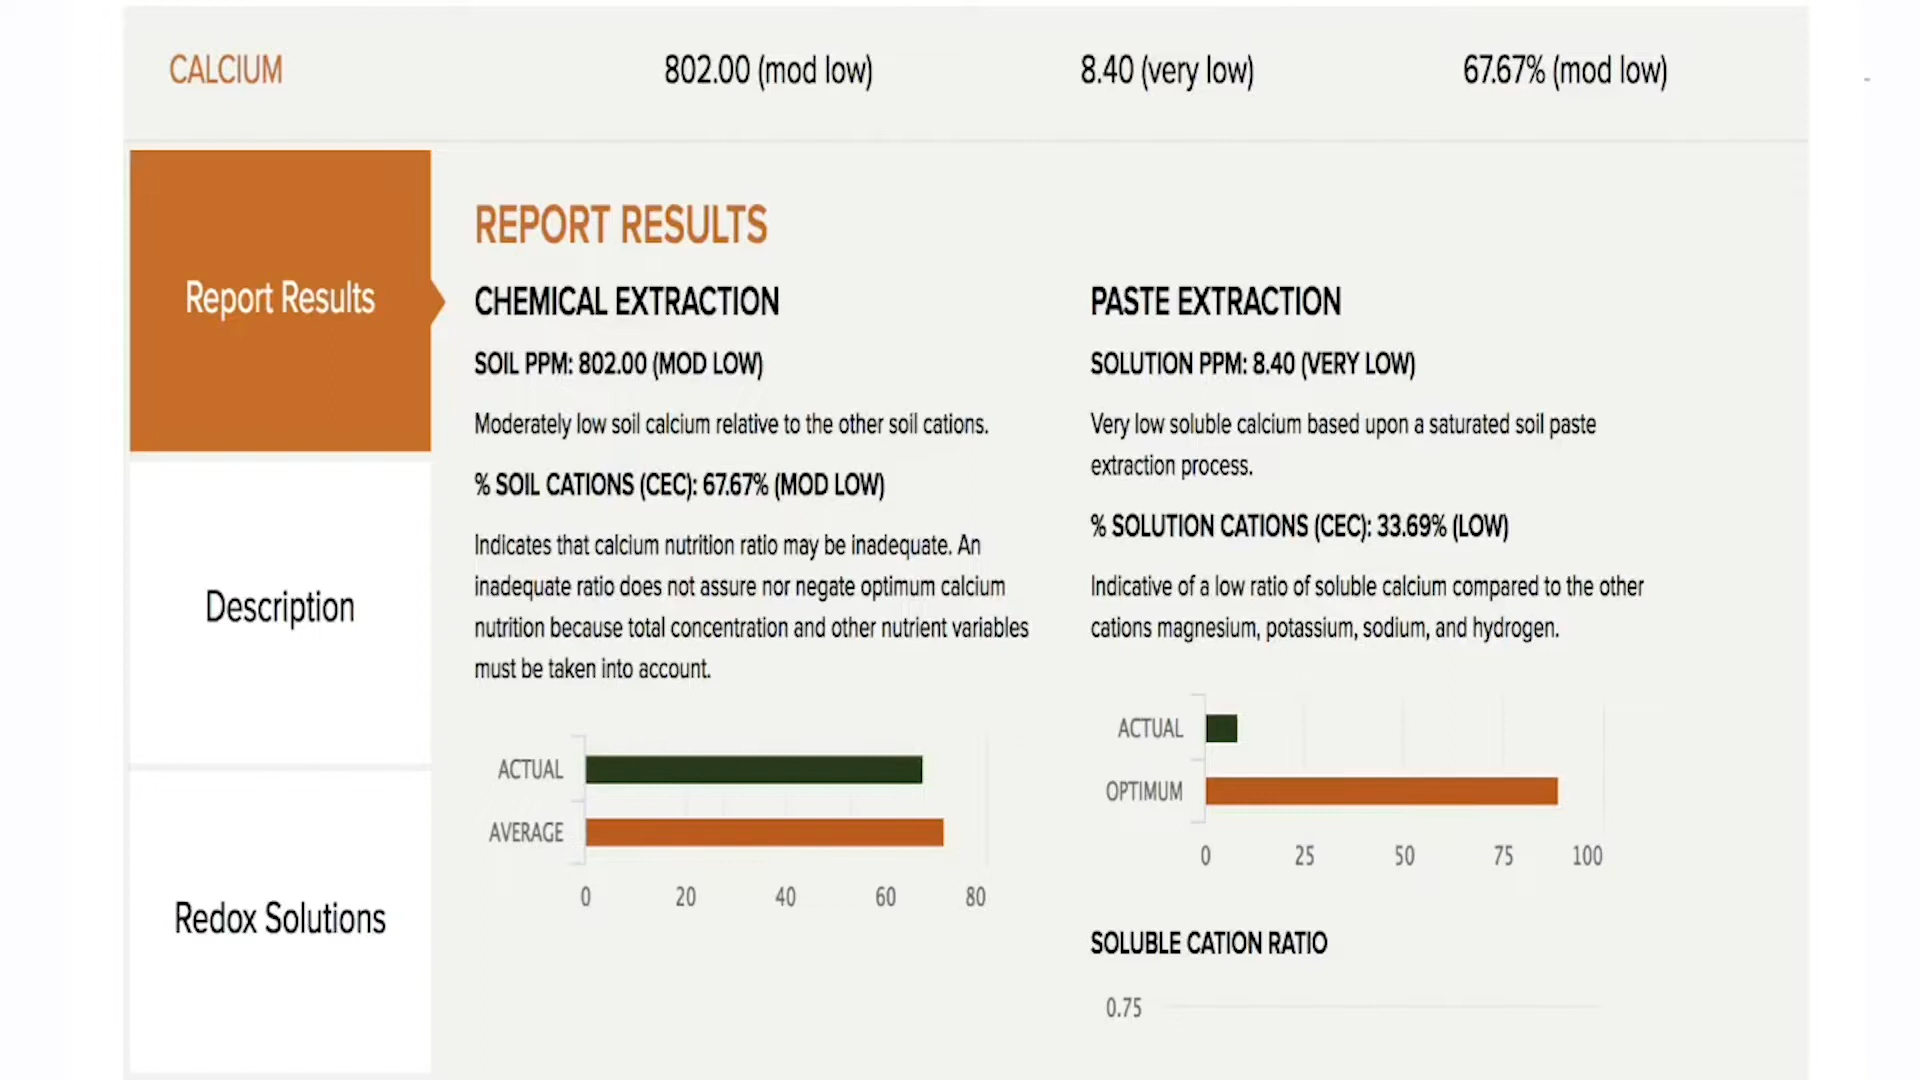 CALCIUM 802.00 (mod low) 8.40 (very low) 67.67% (mod low)
Report Results
Description
Redox Solutions
REPORT RESULTS
CHEMICAL EXTRACTION
SOIL PPM: 802.00 (MOD LOW)
Moderately low soil calcium relative to the other soil cations.
% SOIL CATIONS (CEC): 67.67% (MOD LOW)
Indicates that calcium nutrition ratio may be inadequate. An
inadequate ratio does not assure nor negate optimum calcium
nutrition because total concentration and other nutrient variables
must be taken into account.
ACTUAL
AVERAGE
0 20 40 60 80
PASTE EXTRACTION
SOLUTION PPM: 8.40 (VERY LOW)
Very low soluble calcium based upon a saturated soil paste
extraction process.
% SOLUTION CATIONS (CEC): 33.69% (LOW)
Indicative of a low ratio of soluble calcium compared to the other
cations magnesium, potassium, sodium, and hydrogen.
ACTUAL
OPTIMUM
0 25 50 75 100
SOLUBLE CATION RATIO
0.75